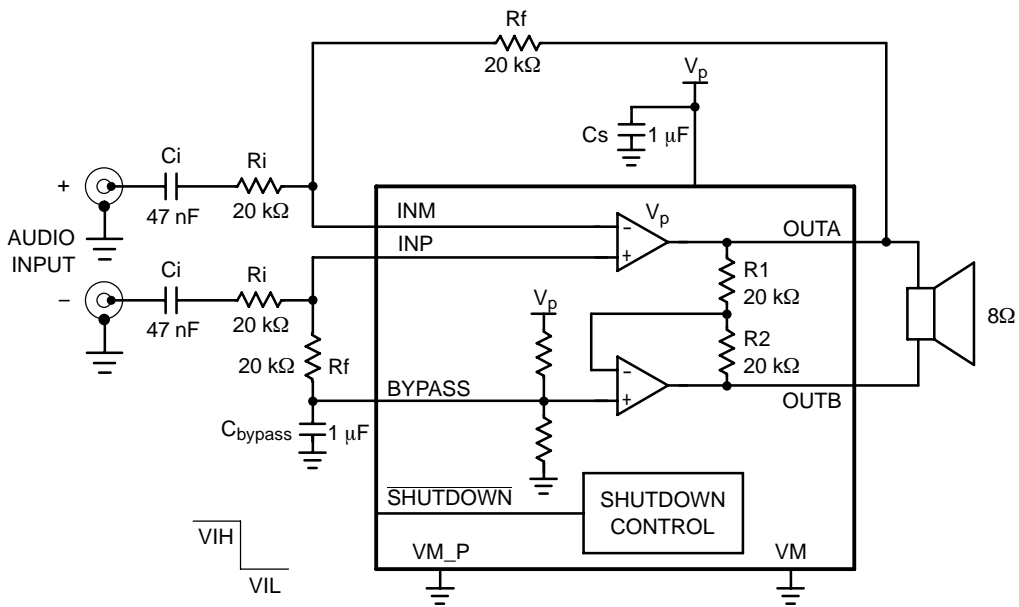 Rf
20 kΩ
Vp
Cs
1 μF
Ci
Ri
+
47 nF
20 kΩ
AUDIO
INPUT
INM
INP
Vp
−
+
OUTA
R1
20 kΩ
Ci
Ri
−
47 nF
20 kΩ
Vp
R2
20 kΩ
8Ω
20 kΩ
Rf
BYPASS
−
+
OUTB
Cbypass
1 μF
SHUTDOWN
SHUTDOWN
CONTROL
VIH
VIL
VM_P
VM